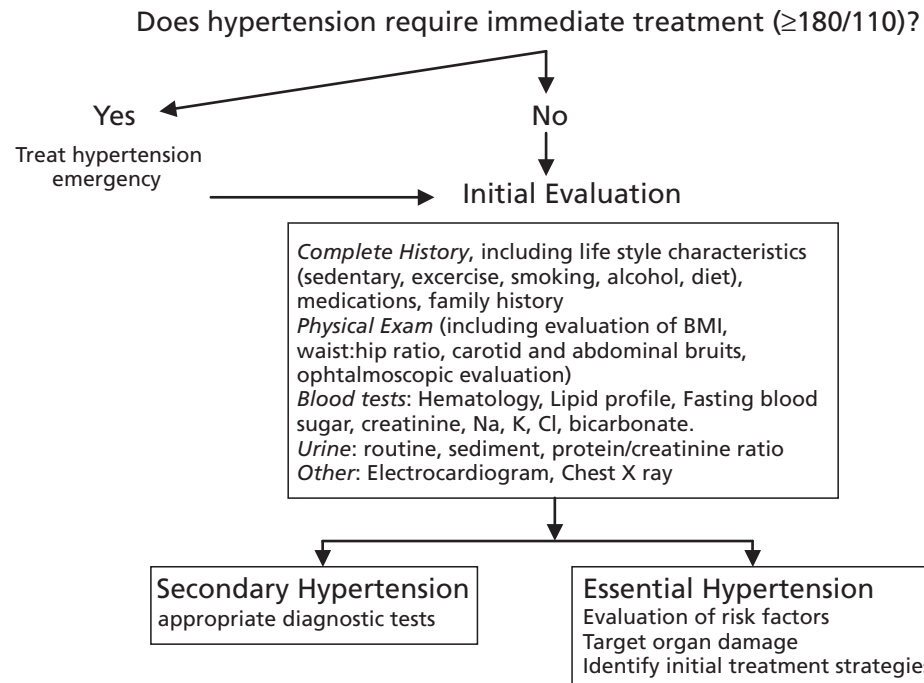 Does hypertension require immediate treatment (≥180/110)?
Yes
No
Treat hypertension
emergency
Initial Evaluation
Complete History, including life style characteristics
(sedentary, excercise, smoking, alcohol, diet),
medications, family history
Physical Exam (including evaluation of BMI,
waist:hip ratio, carotid and abdominal bruits,
ophtalmoscopic evaluation)
Blood tests: Hematology, Lipid profile, Fasting blood
sugar, creatinine, Na, K, Cl, bicarbonate.
Urine: routine, sediment, protein/creatinine ratio
Other: Electrocardiogram, Chest X ray
Secondary Hypertension
appropriate diagnostic tests
Essential Hypertension
Evaluation of risk factors
Target organ damage
Identify initial treatment strategie